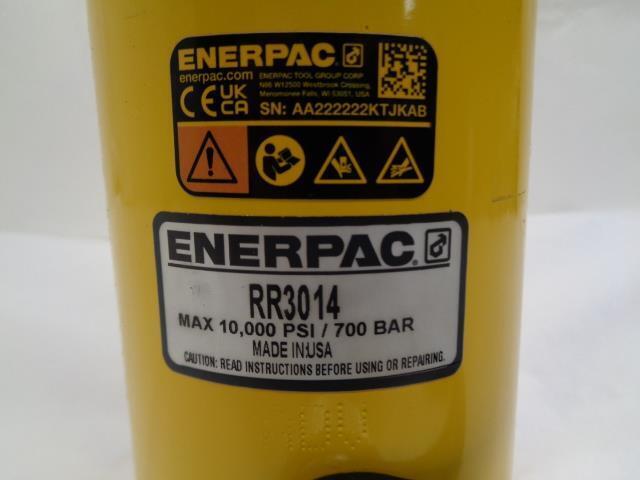 ENERPAC
enerpac.com
ENERPAC TOOL GROUP CORP
N86 W12500 Westbrook Crossing,
Menomonee Falls, WI 53051, USA
CE UK CA
SN: AA222222KTJKAB
ENERPAC
RR3014
MAX 10,000 PSI / 700 BAR
MADE IN:USA
CAUTION: READ INSTRUCTIONS BEFORE USING OR REPAIRING.